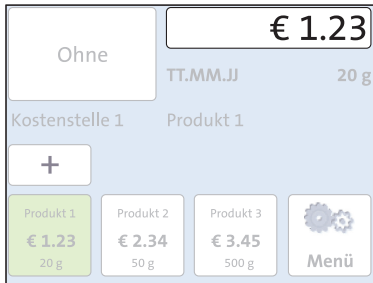 Ohne
€ 1.23
TT.MM.JJ 20 g
Kostenstelle 1 Produkt 1
+
Produkt 1 Produkt 2 Produkt 3
€ 1.23 € 2.34 € 3.45
20 g 50 g 500 g
Menü